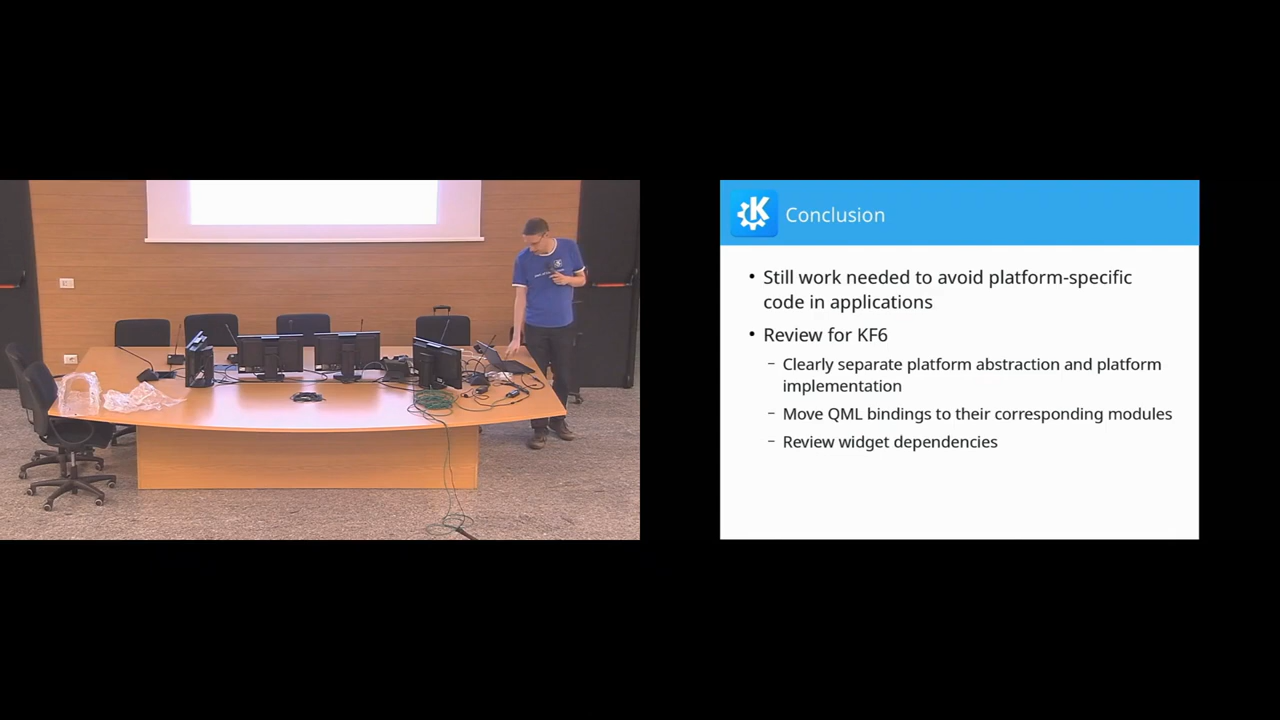 K
Conclusion
• Still work needed to avoid platform-specific
code in applications
• Review for KF6
– Clearly separate platform abstraction and platform
implementation
– Move QML bindings to their corresponding modules
– Review widget dependencies